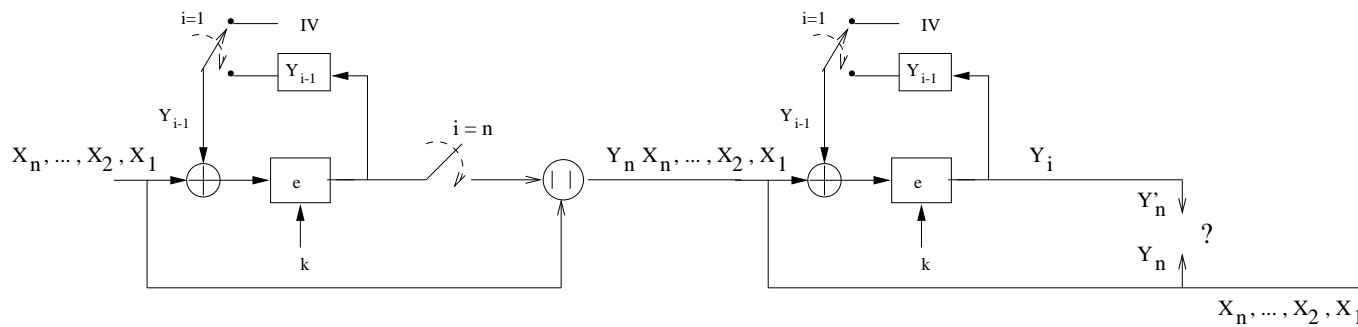 i=1
IV
Y_{i-1}
Y_{i-1}
X_n, ... , X_2 , X_1
e
k
i = n
| |
Y_n X_n, ... , X_2 , X_1
i=1
IV
Y_{i-1}
Y_{i-1}
e
k
Y_i
Y'_n
?
Y_n
X_n, ... , X_2 , X_1